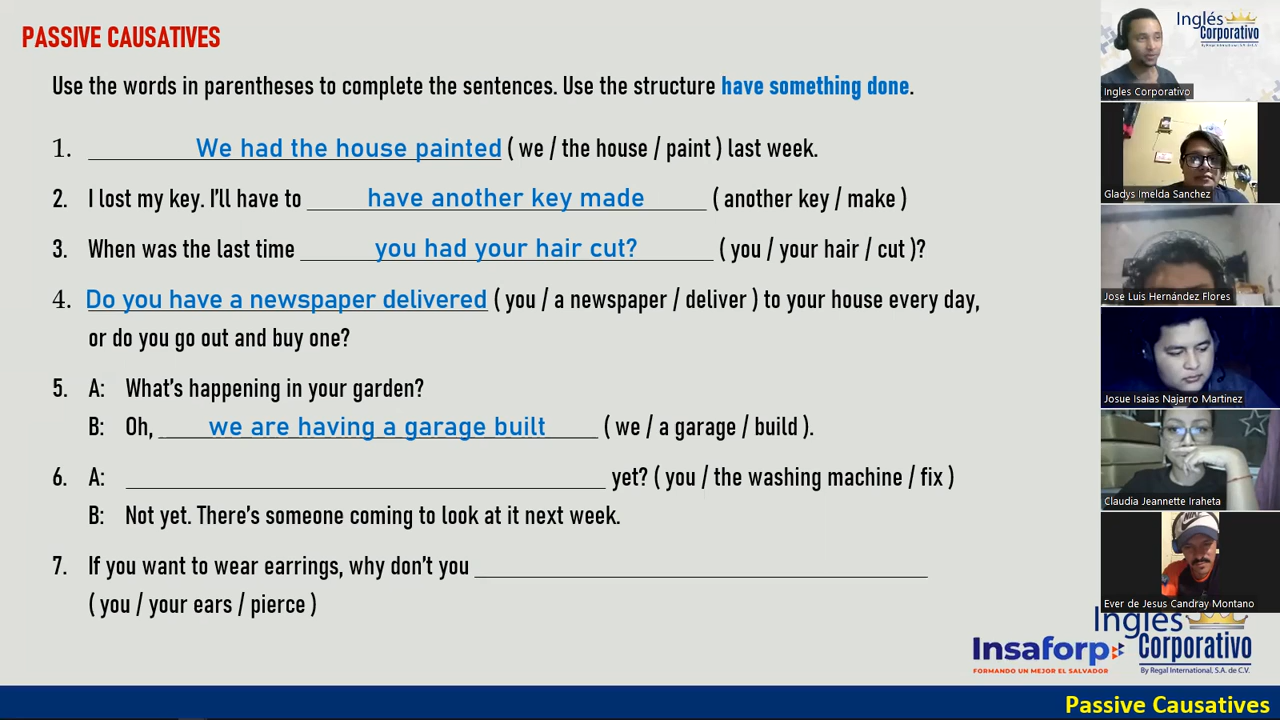 PASSIVE CAUSATIVES
Use the words in parentheses to complete the sentences. Use the structure have something done.
1. We had the house painted ( we / the house / paint ) last week.
2. I lost my key. I'll have to have another key made ( another key / make )
3. When was the last time you had your hair cut? ( you / your hair / cut )?
4. Do you have a newspaper delivered ( you / a newspaper / deliver ) to your house every day,
or do you go out and buy one?
5. A: What's happening in your garden?
B: Oh, we are having a garage built ( we / a garage / build ).
6. A: ____ yet? ( you / the washing machine / fix )
B: Not yet. There's someone coming to look at it next week.
7. If you want to wear earrings, why don't you ____
( you / your ears / pierce )
Inglés
Corporativo
By Regal International, S.A. de C.V.
Ingles Corporativo
Gladys Imelda Sanchez
Jose Luis Hernández Flores
Josue Isaias Najarro Martinez
Claudia Jeannette Iraheta
NIKE
Ever de Jesus Candray Montano
Inglés
Corporativo
By Regal International, S.A. de C.V.
Insaforp
FORMANDO UN MEJOR EL SALVADOR
Passive Causatives